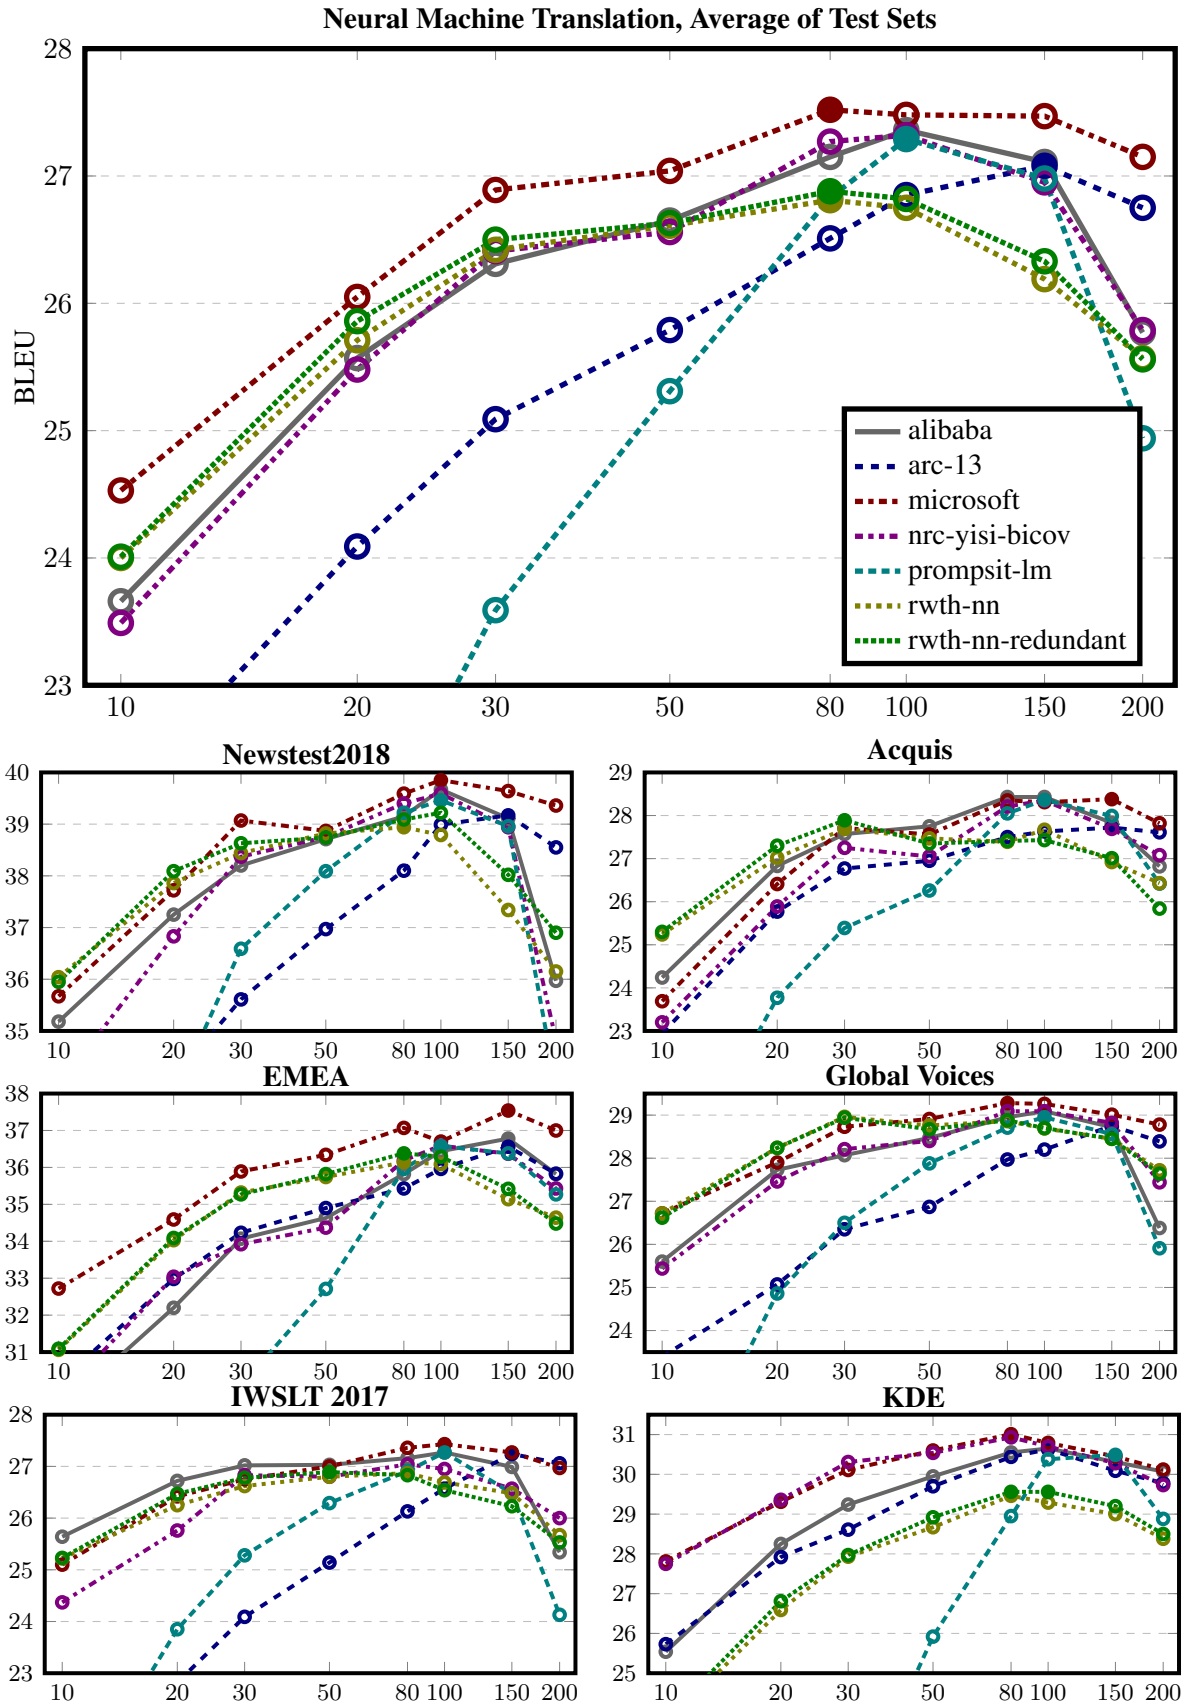 Neural Machine Translation, Average of Test Sets
28
27
26
25
24
23
BLEU
alibaba
arc-13
microsoft
nrc-yisi-bicov
prompsit-lm
rwth-nn
rwth-nn-redundant
10 20 30 50 80 100 150 200
Newstest2018
40
39
38
37
36
35
10 20 30 50 80 100 150 200
Acquis
29
28
27
26
25
24
23
10 20 30 50 80 100 150 200
EMEA
38
37
36
35
34
33
32
31
10 20 30 50 80 100 150 200
Global Voices
29
28
27
26
25
24
10 20 30 50 80 100 150 200
IWSLT 2017
28
27
26
25
24
23
10 20 30 50 80 100 150 200
KDE
31
30
29
28
27
26
25
10 20 30 50 80 100 150 200